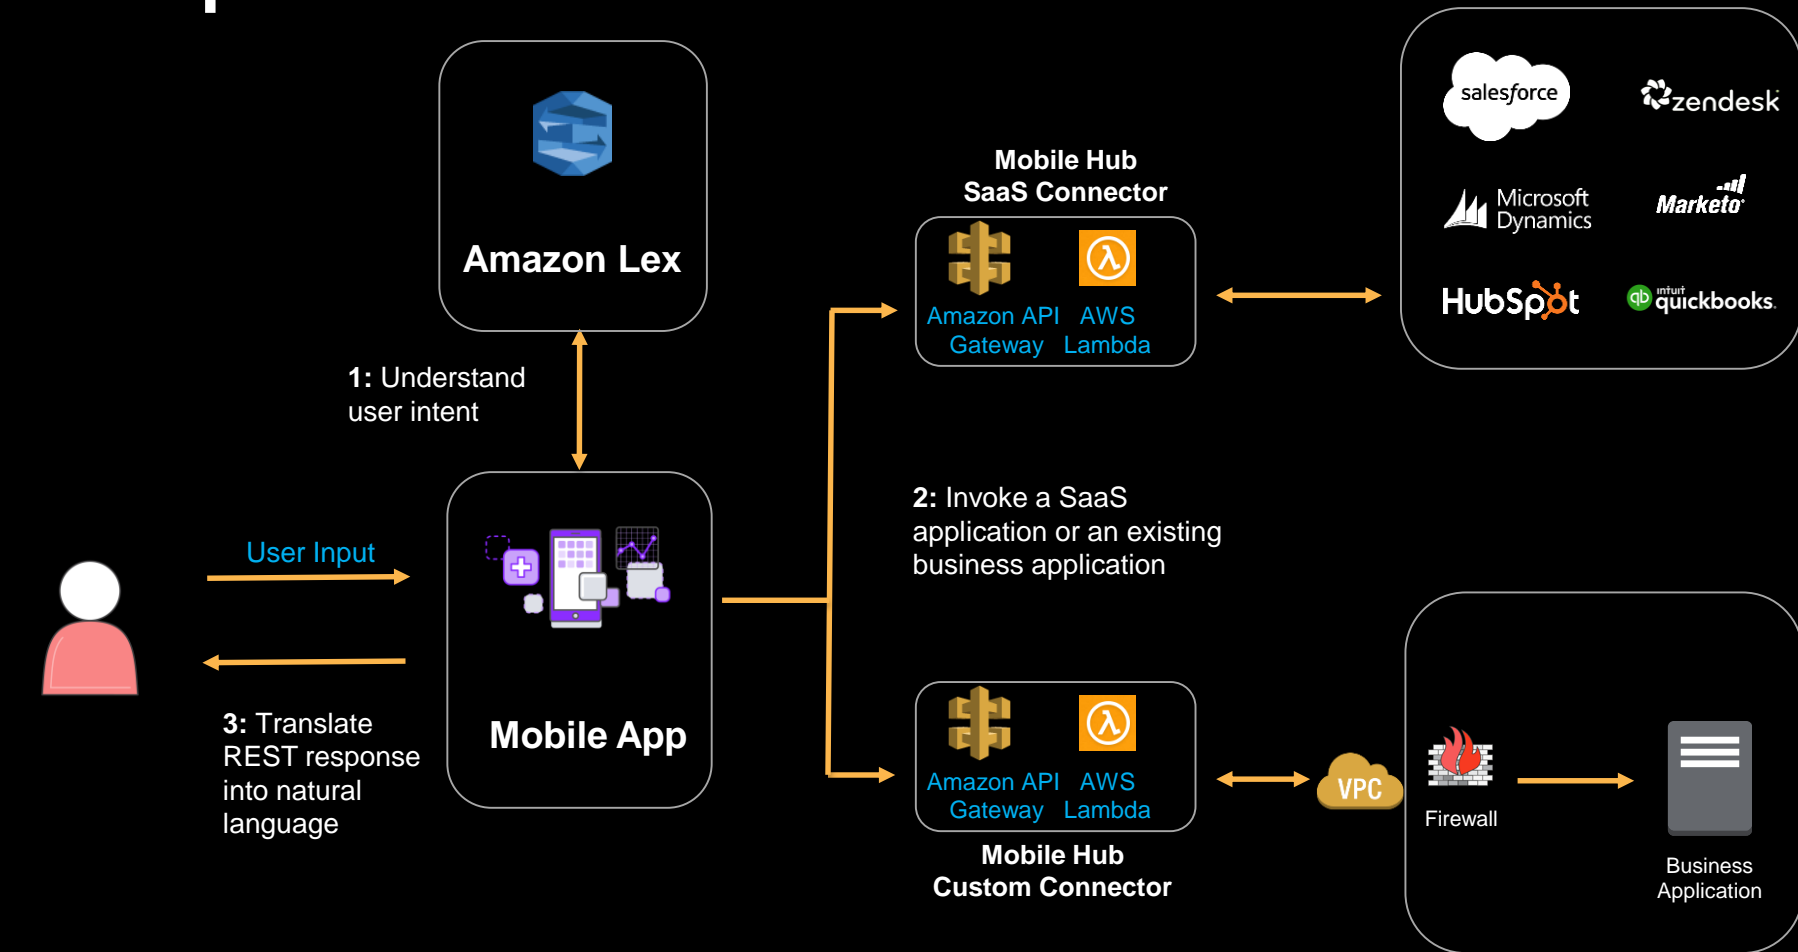 Amazon Lex
1: Understand
user intent
User Input
3: Translate
REST response
into natural
language
Mobile App
Mobile Hub
SaaS Connector
Amazon API
Gateway
AWS
Lambda
2: Invoke a SaaS
application or an existing
business application
Amazon API
Gateway
AWS
Lambda
Mobile Hub
Custom Connector
salesforce
zendesk
Microsoft
Dynamics
Marketo
HubSpot
qb
intuit
quickbooks.
VPC
Firewall
Business
Application